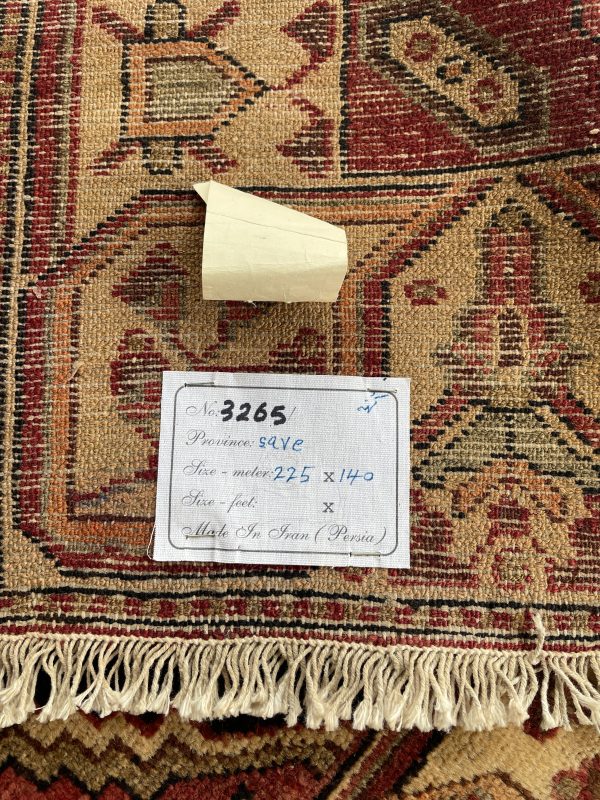 No: 3265
Province: save
Size - meter: 225 x 140
Size - feet: x
Made In Iran (Persia)